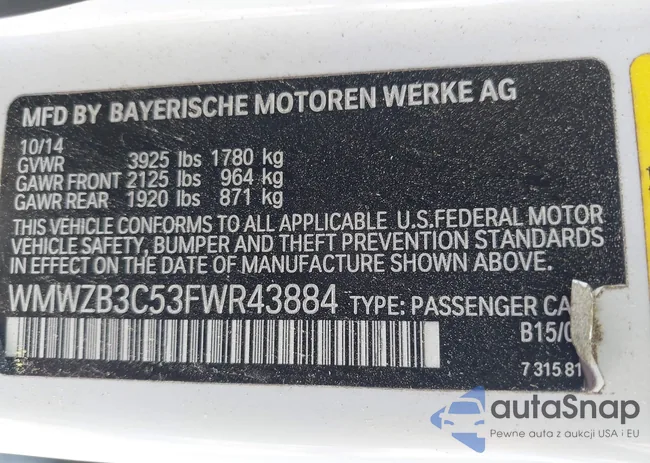 MFD BY BAYERISCHE MOTOREN WERKE AG
10/14
GVWR 3925 lbs 1780 kg
GAWR FRONT 2125 lbs 964 kg
GAWR REAR 1920 lbs 871 kg
THIS VEHICLE CONFORMS TO ALL APPLICABLE U.S.FEDERAL MOTOR
VEHICLE SAFETY, BUMPER AND THEFT PREVENTION STANDARDS
IN EFFECT ON THE DATE OF MANUFACTURE SHOWN ABOVE.
WMWZB3C53FWR43884 TYPE: PASSENGER CA
B15/0
7 315 81
autaSnap
Pewne auta z aukcji USA i EU